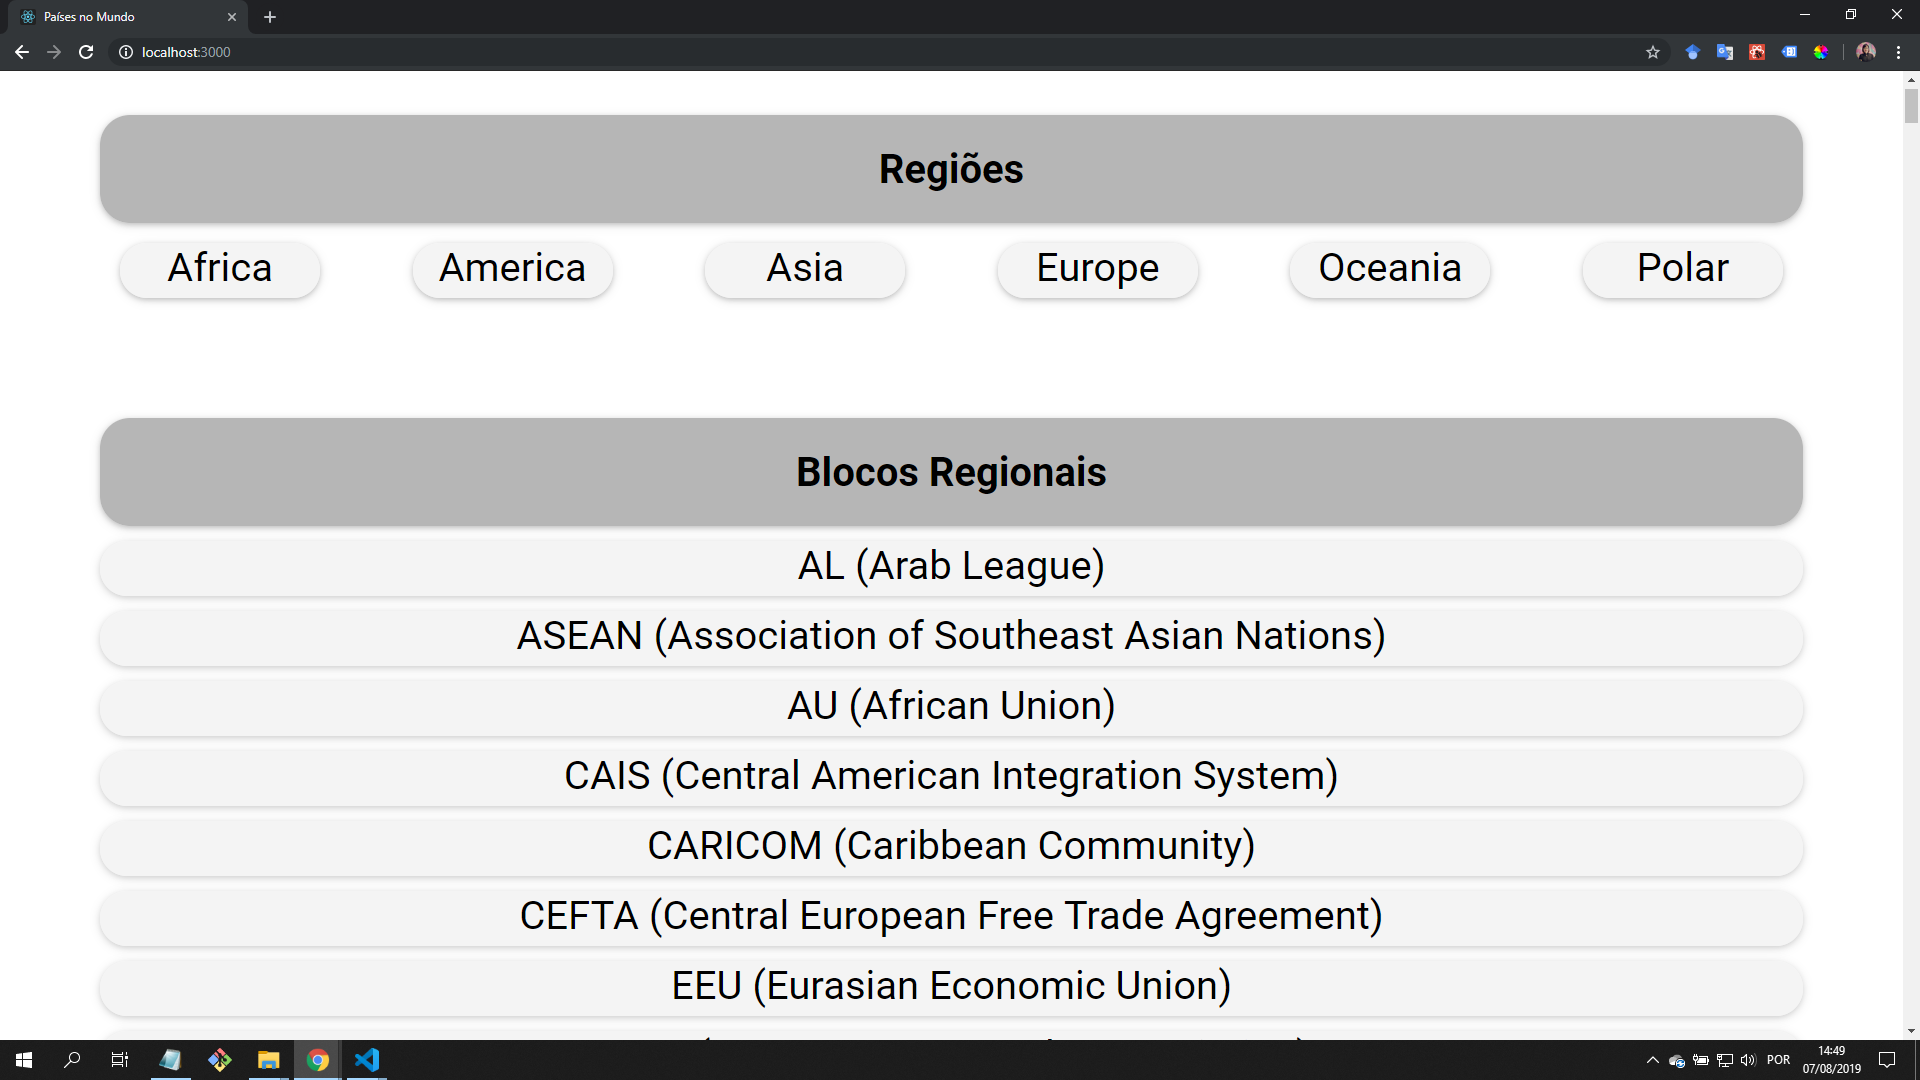 Países no Mundo
localhost:3000
Regiões
Africa America Asia Europe Oceania Polar
Blocos Regionais
AL (Arab League)
ASEAN (Association of Southeast Asian Nations)
AU (African Union)
CAIS (Central American Integration System)
CARICOM (Caribbean Community)
CEFTA (Central European Free Trade Agreement)
EEU (Eurasian Economic Union)
POR
14:49
07/08/2019